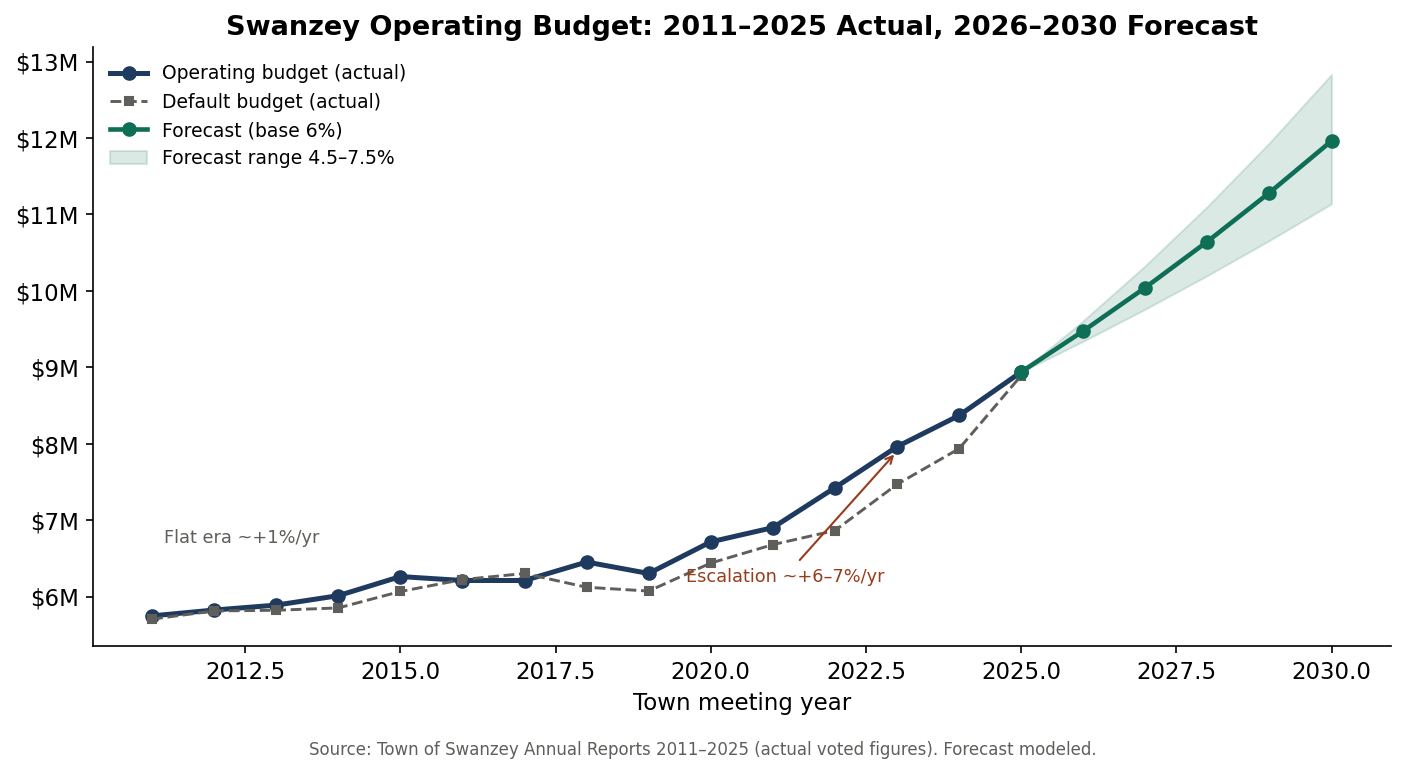 Swanzey Operating Budget: 2011–2025 Actual, 2026–2030 Forecast
$13M
$12M
$11M
$10M
$9M
$8M
$7M
$6M
Operating budget (actual)
Default budget (actual)
Forecast (base 6%)
Forecast range 4.5–7.5%
Flat era ~+1%/yr
Escalation ~+6–7%/yr
2012.5 2015.0 2017.5 2020.0 2022.5 2025.0 2027.5 2030.0
Town meeting year
Source: Town of Swanzey Annual Reports 2011–2025 (actual voted figures). Forecast modeled.